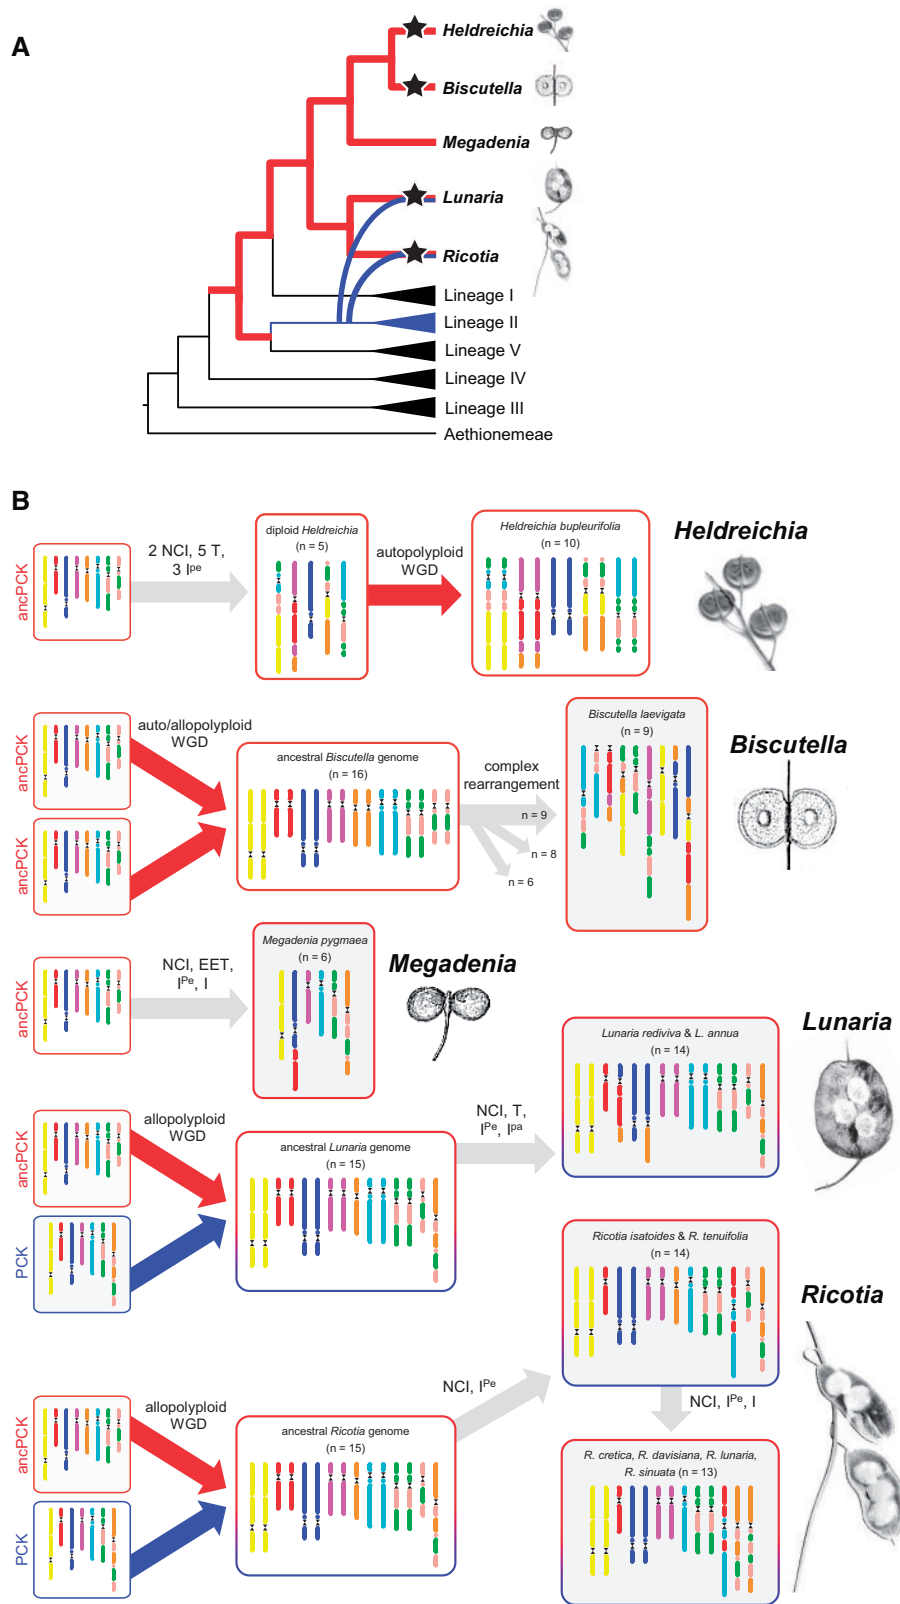 A
Heldreichia
Biscutella
Megadenia
Lunaria
Ricotia
Lineage I
Lineage II
Lineage V
Lineage IV
Lineage III
Aethionemeae
B
ancPCK
2 NCI, 5 T,
3 Ipe
diploid Heldreichia
(n = 5)
autopolyploid
WGD
Heldreichia bupleurifolia
(n = 10)
Heldreichia
ancPCK
ancPCK
auto/allopolyploid
WGD
ancestral Biscutella genome
(n = 16)
complex
rearrangement
n = 9
n = 8
n = 6
Biscutella laevigata
(n = 9)
Biscutella
ancPCK
NCI, EET,
IPe, I
Megadenia pygmaea
(n = 6)
Megadenia
ancPCK
PCK
allopolyploid
WGD
ancestral Lunaria genome
(n = 15)
NCI, T,
IPe, Ipa
Lunaria rediviva & L. annua
(n = 14)
Lunaria
ancPCK
PCK
allopolyploid
WGD
ancestral Ricotia genome
(n = 15)
NCI, IPe
Ricotia isatoides & R. tenuifolia
(n = 14)
NCI, IPe, I
R. cretica, R. davisiana, R. lunaria,
R. sinuata (n = 13)
Ricotia